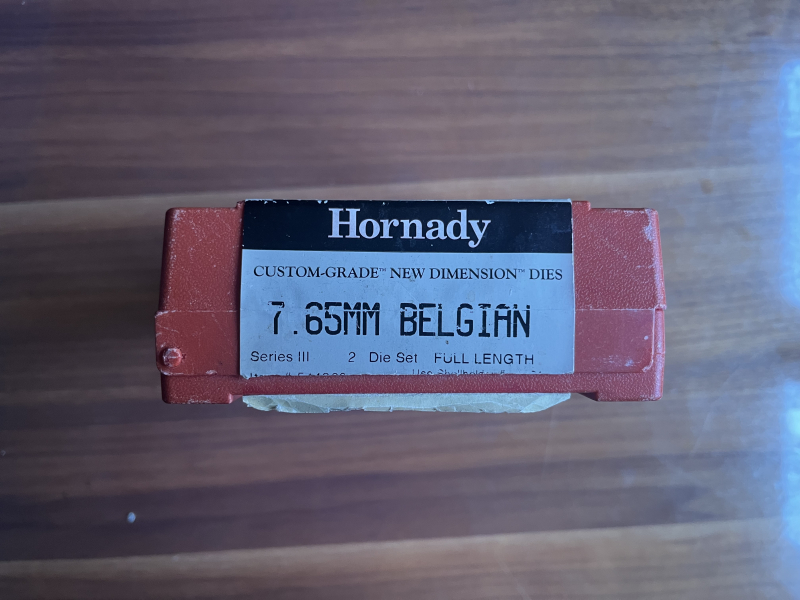 Hornady
CUSTOM-GRADE™ NEW DIMENSION™ DIES
7.65MM BELGIAN
Series III 2 Die Set FULL LENGTH